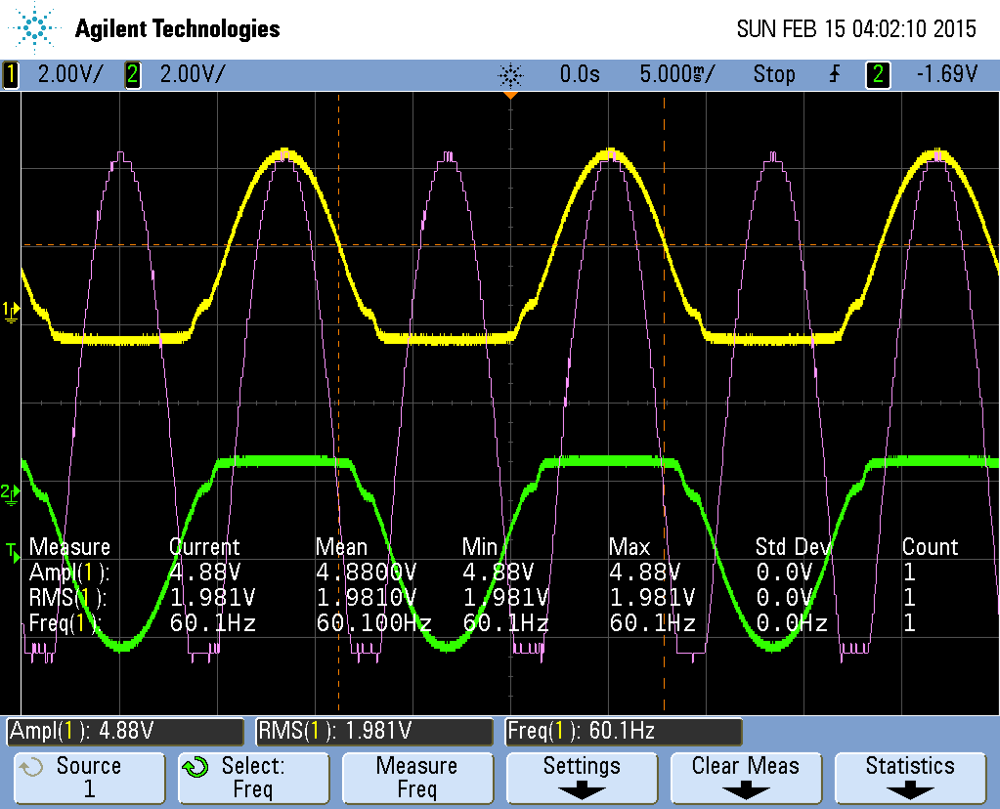 Agilent Technologies SUN FEB 15 04:02:10 2015
1 2.00V/ 2 2.00V/ 0.0s 5.000ms/ Stop 2 -1.69V
1
2
T
Measure Current Mean Min Max Std Dev Count
Ampl(1): 4.88V 4.8800V 4.88V 4.88V 0.0V 1
RMS(1): 1.981V 1.9810V 1.981V 1.981V 0.0V 1
Freq(1): 60.1Hz 60.100Hz 60.1Hz 60.1Hz 0.0Hz 1
Ampl(1): 4.88V RMS(1): 1.981V Freq(1): 60.1Hz
Source Select: Measure Settings Clear Meas Statistics
1 Freq Freq